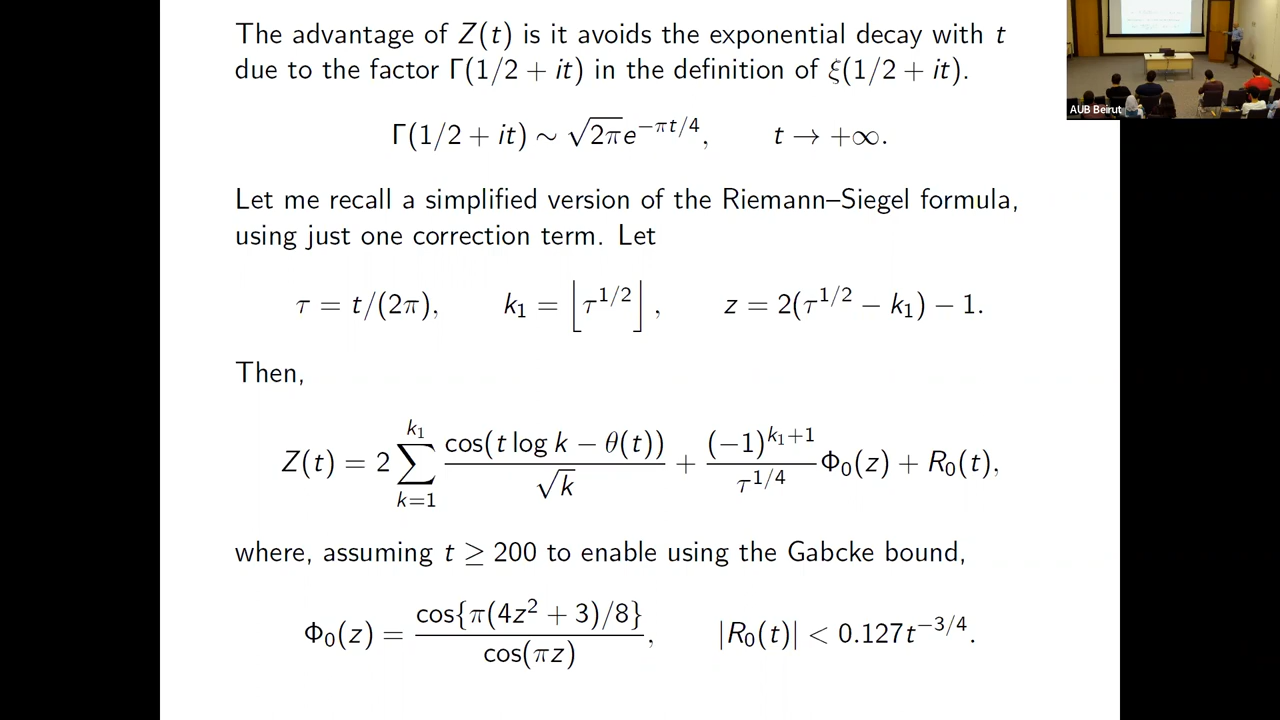 The advantage of Z(t) is it avoids the exponential decay with t
due to the factor Γ(1/2 + it) in the definition of ξ(1/2 + it).
Γ(1/2 + it) ∼ √2π e^{−πt/4}, t → +∞.
Let me recall a simplified version of the Riemann–Siegel formula,
using just one correction term. Let
τ = t/(2π), k₁ = ⌊τ^{1/2}⌋, z = 2(τ^{1/2} − k₁) − 1.
Then,
Z(t) = 2 ∑_{k=1}^{k₁} cos(t log k − θ(t))/√k + (−1)^{k₁+1}/τ^{1/4} Φ₀(z) + R₀(t),
where, assuming t ≥ 200 to enable using the Gabcke bound,
Φ₀(z) = cos{π(4z² + 3)/8}/cos(πz), |R₀(t)| < 0.127t^{−3/4}.
AUB Beirut